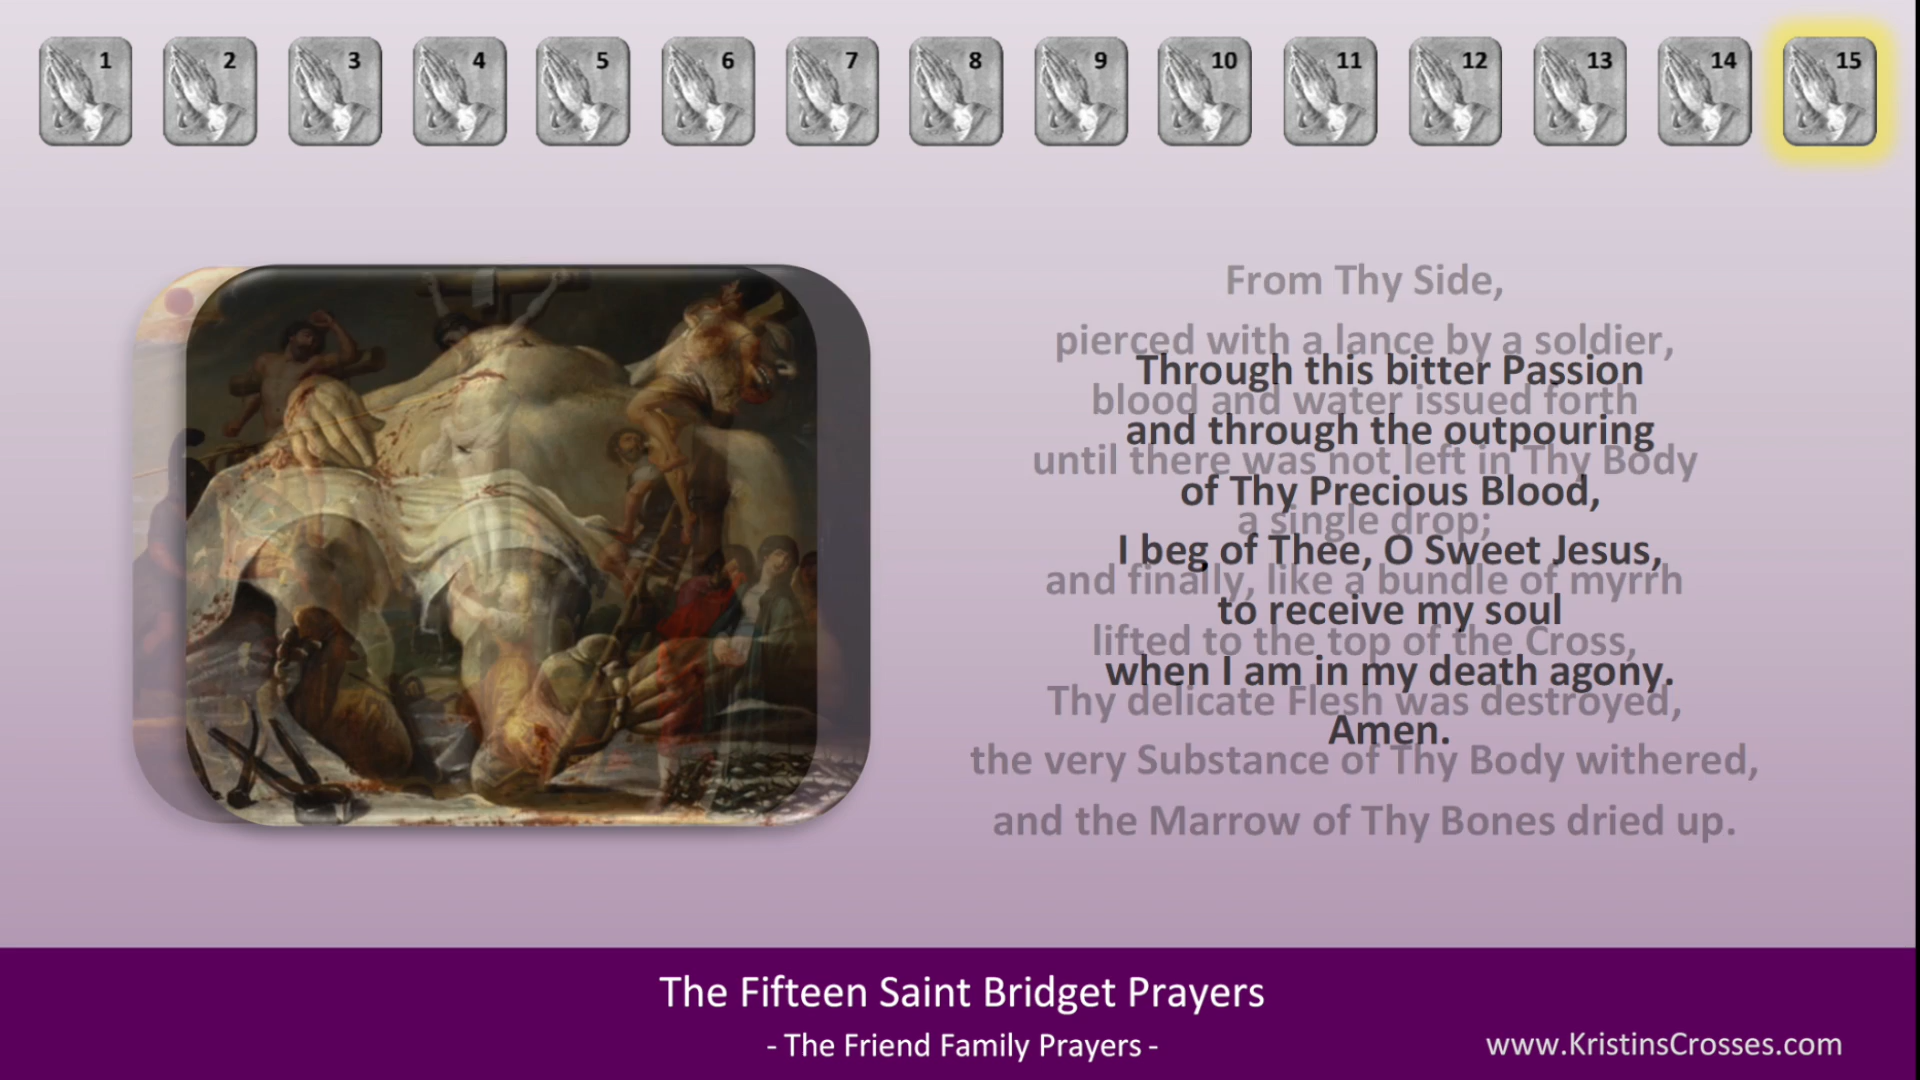 1 2 3 4 5 6 7 8 9 10 11 12 13 14 15
From Thy Side,
pierced with a lance by a soldier,
blood and water issued forth
until there was not left in Thy Body
a single drop;
and finally, like a bundle of myrrh
lifted to the top of the Cross,
Thy delicate Flesh was destroyed,
the very Substance of Thy Body withered,
and the Marrow of Thy Bones dried up.
Through this bitter Passion
and through the outpouring
of Thy Precious Blood,
I beg of Thee, O Sweet Jesus,
to receive my soul
when I am in my death agony.
Amen.
The Fifteen Saint Bridget Prayers
- The Friend Family Prayers -
www.KristinsCrosses.com